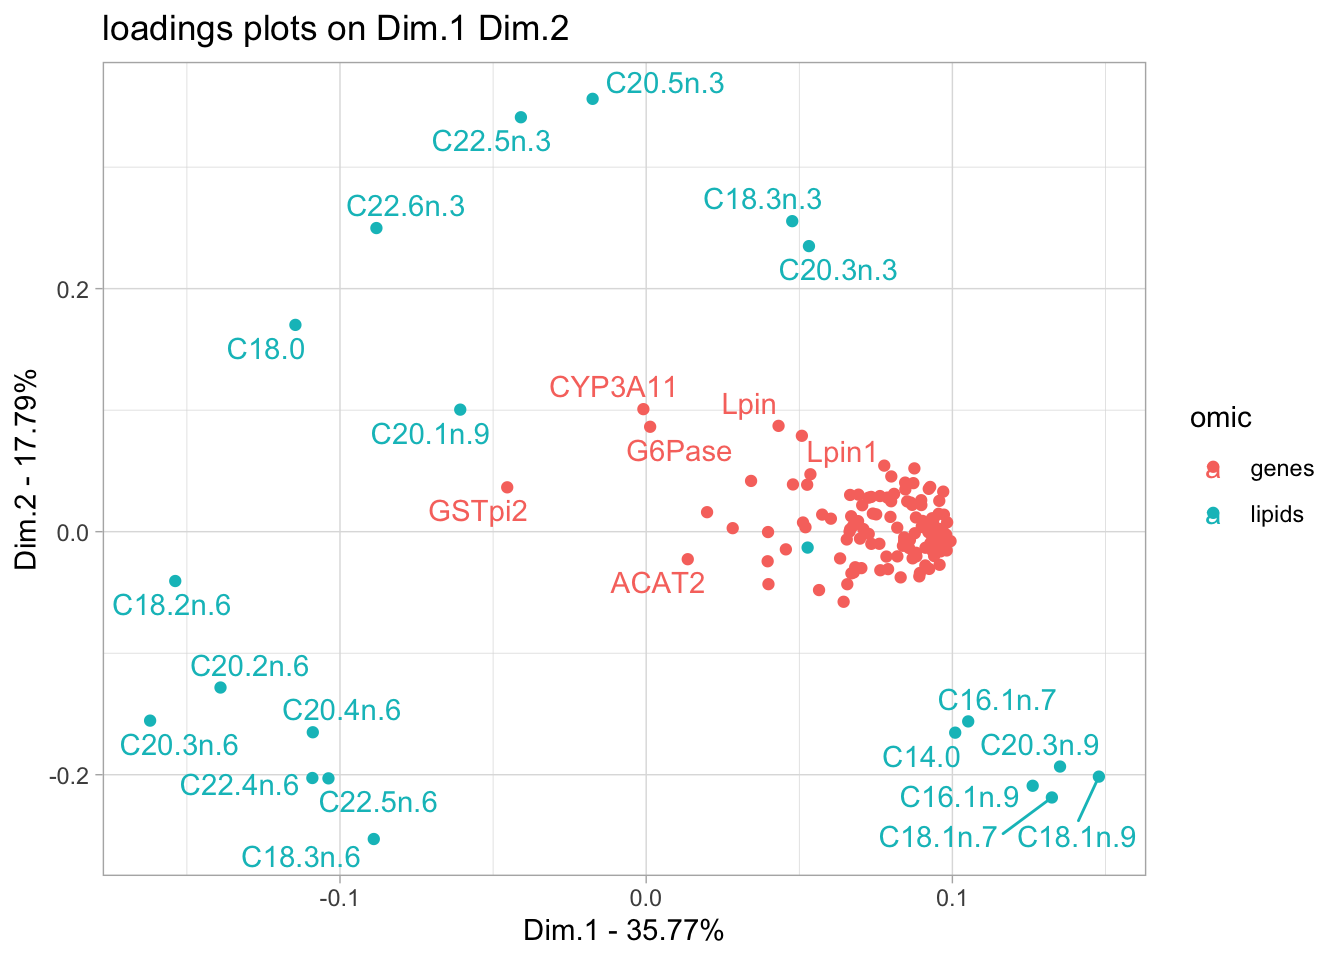 loadings plots on Dim.1 Dim.2
C20.5n.3
C22.5n.3
C22.6n.3
C18.3n.3
C20.3n.3
0.2
C18.0
CYP3A11
Lpin
C20.1n.9
G6Pase
Lpin1
GSTpi2
0.0
ACAT2
C18.2n.6
C20.2n.6
C20.4n.6
C16.1n.7
C20.3n.6
C14.0
C20.3n.9
-0.2
C22.4n.6
C22.5n.6
C16.1n.9
C18.1n.7
C18.1n.9
C18.3n.6
-0.1
0.0
0.1
Dim.1 - 35.77%
Dim.2 - 17.79%
omic
a genes
a lipids